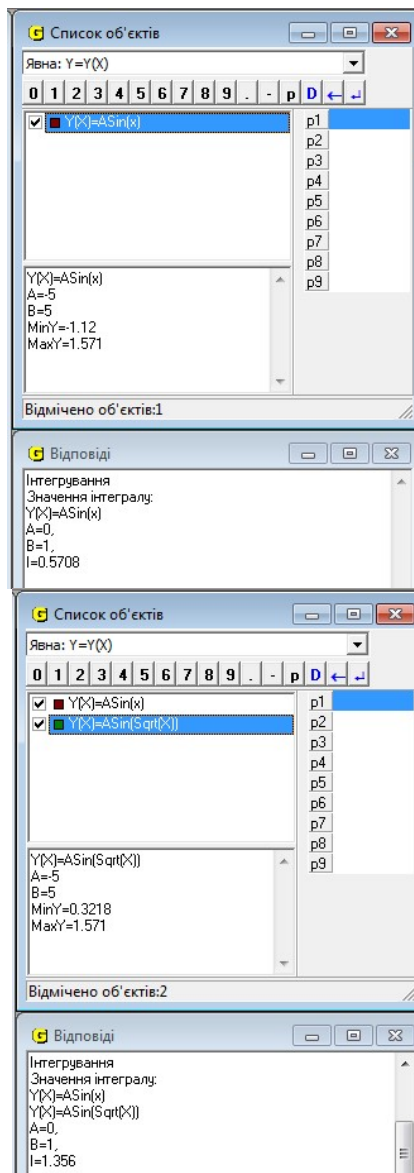 Список об'єктів
Явна: Y=Y(X)
0 1 2 3 4 5 6 7 8 9 . - p D ← ↵
Y(X)=ASin(x)
p1
p2
p3
p4
p5
p6
p7
p8
p9
Y(X)=ASin(x)
A=-5
B=5
MinY=-1.12
MaxY=1.571
Відмічено об'єктів:1
Відповіді
Інтегрування
Значення інтегралу:
Y(X)=ASin(x)
A=0,
B=1,
I=0.5708
Список об'єктів
Явна: Y=Y(X)
0 1 2 3 4 5 6 7 8 9 . - p D ← ↵
Y(X)=ASin(x)
Y(X)=ASin(Sqrt(X))
p1
p2
p3
p4
p5
p6
p7
p8
p9
Y(X)=ASin(Sqrt(X))
A=-5
B=5
MinY=0.3218
MaxY=1.571
Відмічено об'єктів:2
Відповіді
Інтегрування
Значення інтегралу:
Y(X)=ASin(x)
Y(X)=ASin(Sqrt(X))
A=0,
B=1,
I=1.356